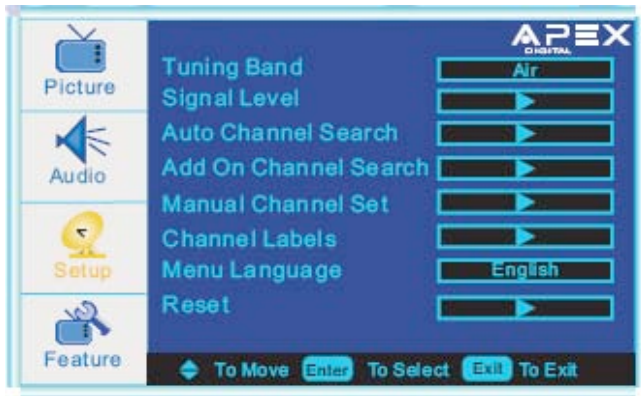 APEX
DIGITAL
Picture
Audio
Setup
Feature
Tuning Band Air
Signal Level
Auto Channel Search
Add On Channel Search
Manual Channel Set
Channel Labels
Menu Language English
Reset
To Move Enter To Select Exit To Exit